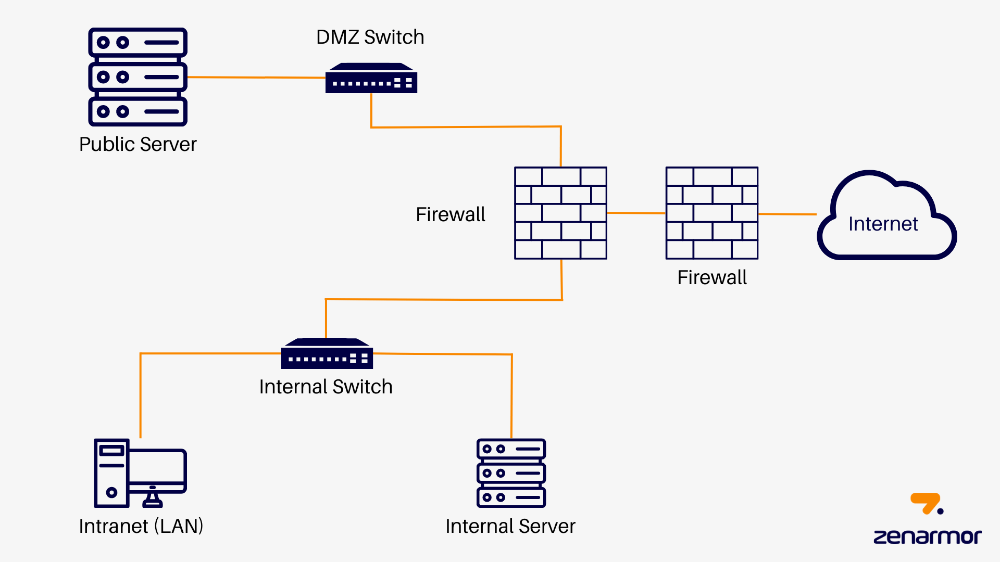 DMZ Switch
Public Server
Firewall
Internet
Firewall
Internal Switch
Intranet (LAN)
Internal Server
zenarmor